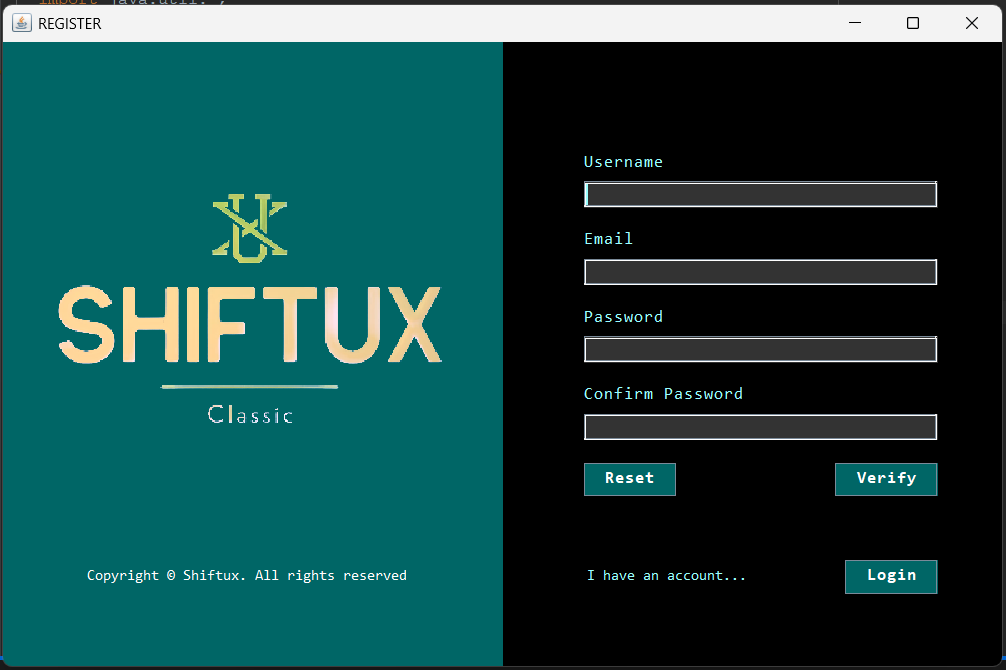 import java.util.*;
REGISTER
SHIFTUX
Classic
Copyright © Shiftux. All rights reserved
Username
Email
Password
Confirm Password
Reset
Verify
I have an account...
Login